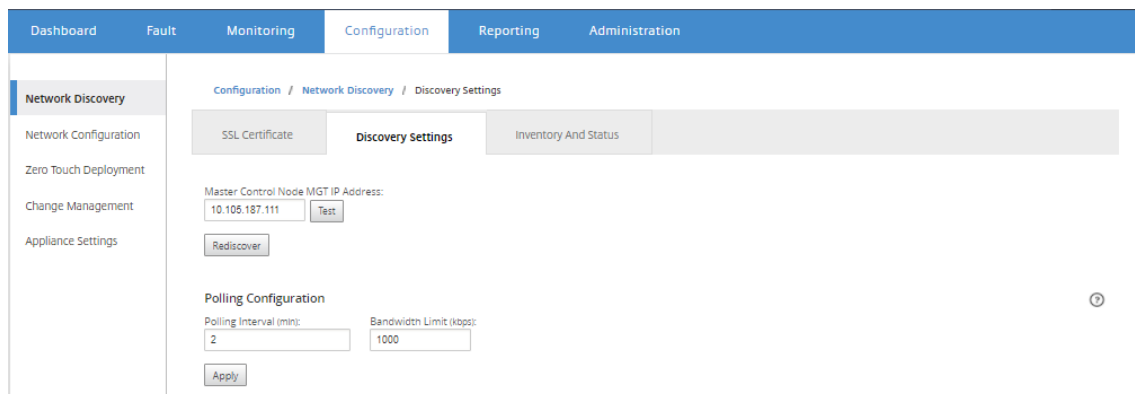 Dashboard Fault Monitoring Configuration Reporting Administration
Network Discovery
Network Configuration
Zero Touch Deployment
Change Management
Appliance Settings
Configuration / Network Discovery / Discovery Settings
SSL Certificate Discovery Settings Inventory And Status
Master Control Node MGT IP Address:
10.105.187.111 Test
Rediscover
Polling Configuration ?
Polling Interval (min): Bandwidth Limit (kbps):
2 1000
Apply